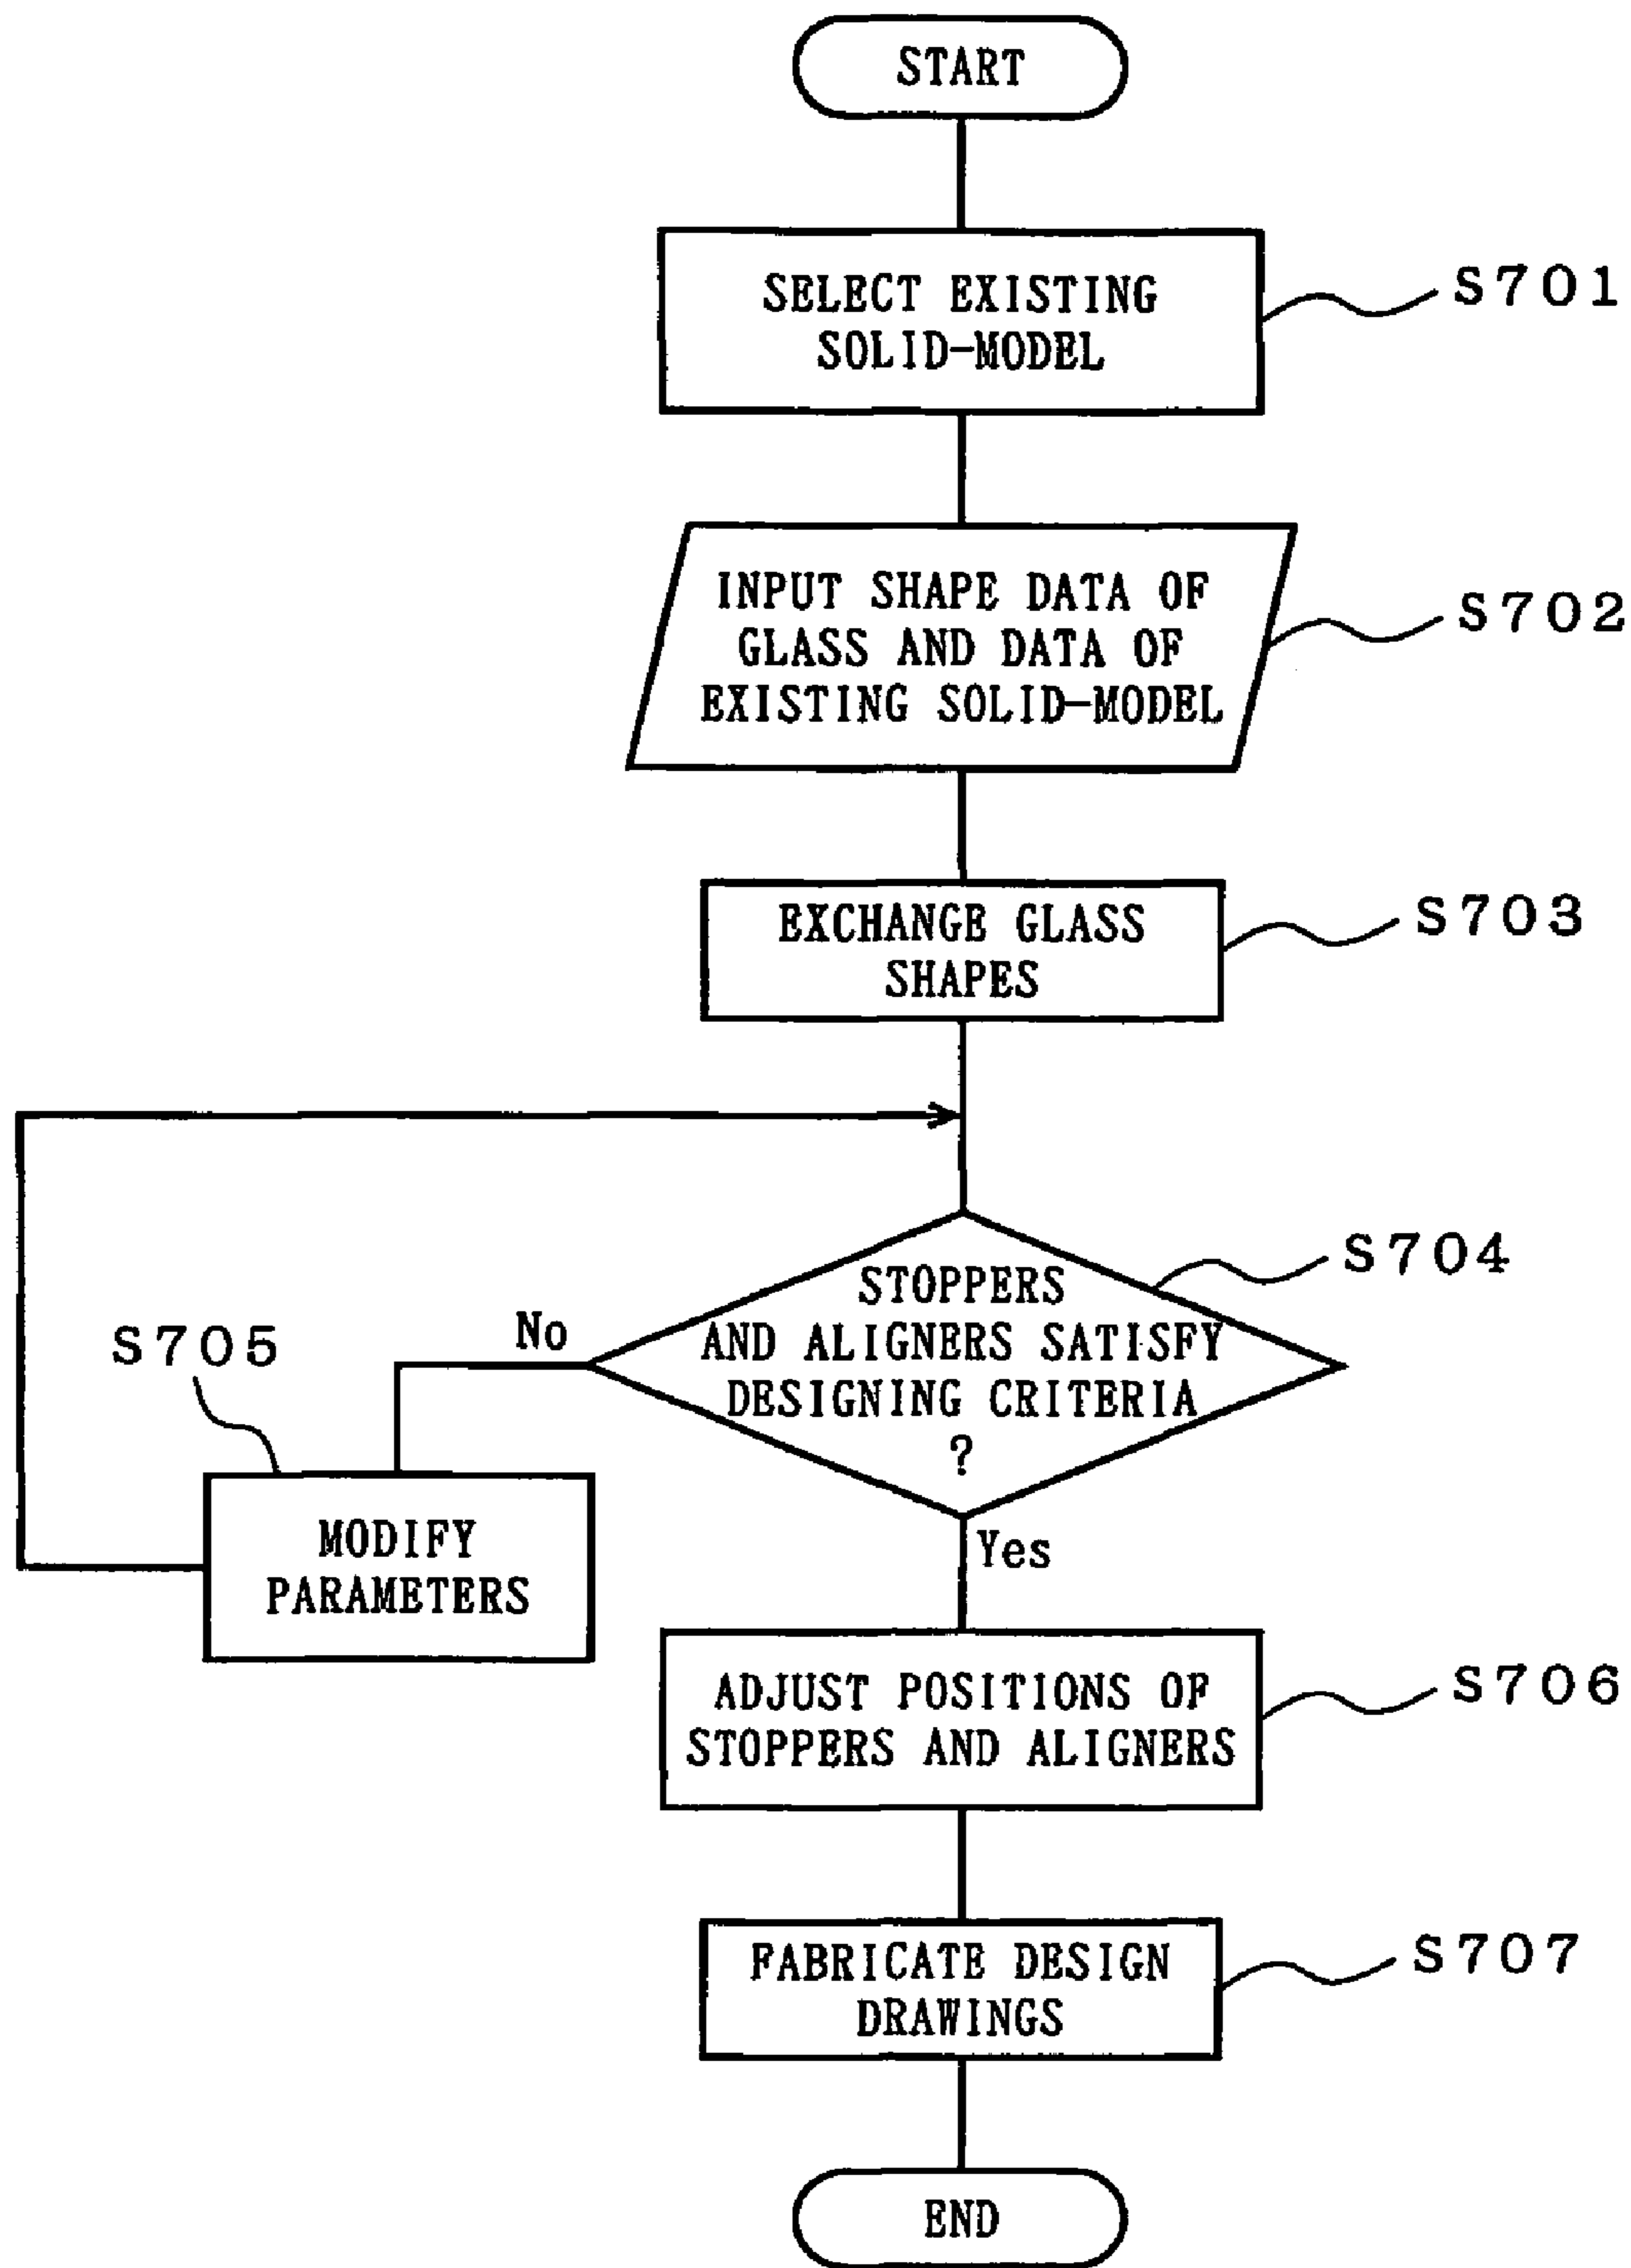 START
SELECT EXISTING
SOLID-MODEL
S701
INPUT SHAPE DATA OF
GLASS AND DATA OF
EXISTING SOLID-MODEL
S702
EXCHANGE GLASS
SHAPES
S703
STOPPERS
AND ALIGNERS SATISFY
DESIGNING CRITERIA
?
S704
No
S705
MODIFY
PARAMETERS
Yes
ADJUST POSITIONS OF
STOPPERS AND ALIGNERS
S706
FABRICATE DESIGN
DRAWINGS
S707
END